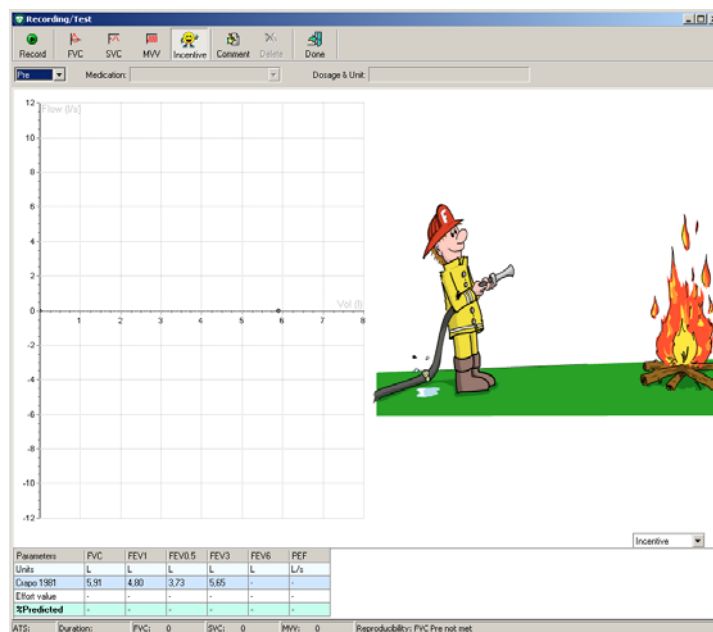 Recording/Test
Record FVC SVC MVV Incentive Comment Delete Done
Pre Medication: Dosage & Unit:
Flow (l/s)
12
10
8
6
4
2
0
Vol (l)
1 2 3 4 5 6 7 8
-2
-4
-6
-8
-10
-12
F
Incentive
Parameters FVC FEV1 FEV0.5 FEV3 FEV6 PEF
Units L L L L L L/s
Crapo 1981 5,91 4,80 3,73 5,65 - -
Effort value - - - - - -
%Predicted - - - - - -
ATS: Duration: FVC: 0 SVC: 0 MVV: 0 Reproducibility: FVC Pre not met